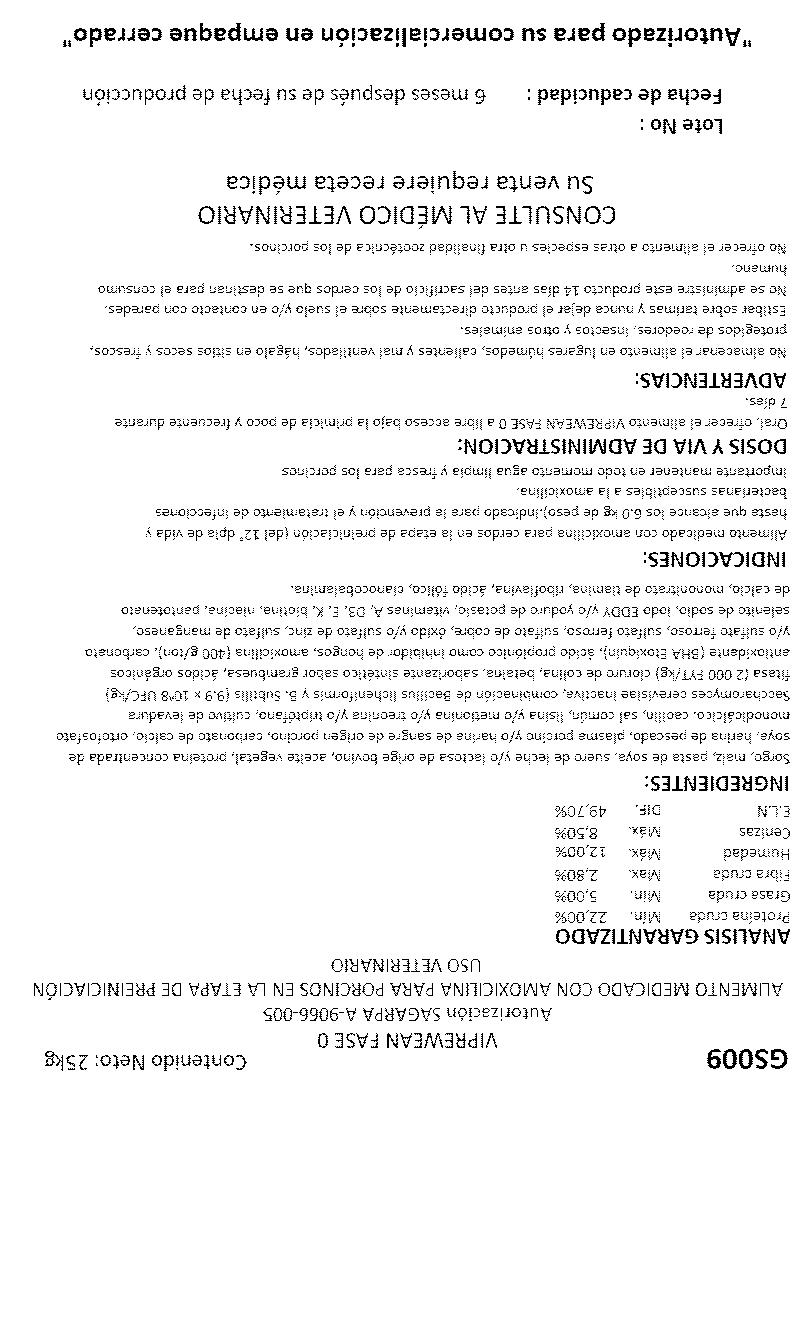 GS009
Contenido Neto: 25kg
VIPREWEAN FASE 0
Autorización SAGARPA A-9066-005
ALIMENTO MEDICADO CON AMOXICILINA PARA PORCINOS EN LA ETAPA DE PREINICIACIÓN
USO VETERINARIO
ANALISIS GARANTIZADO
Proteína cruda Mín. 22,00%
Grasa cruda Mín. 5,00%
Fibra cruda Max. 2,80%
Humedad Máx. 12,00%
Cenizas Máx. 8,50%
E.L.N DIF. 49,70%
INGREDIENTES:
Sorgo, maíz, pasta de soya, suero de leche y/o lactosa de orige bovino, aceite vegetal, proteína concentrada de
soya, harina de pescado, plasma porcino y/o harina de sangre de origen porcino, carbonato de calcio, ortofosfato
monodcálcico, caolin, sal común, lisina y/o metionina y/o treonina y/o triptófano, cultivo de levadura
Saccharomyces cerevisiae inactiva, combinación de Bacillus licheniformis y B. Subtilis (9.9 x 10^8 UFC/kg)
fitasa (2 000 FYT/kg) cloruro de colina, betaína, saborizante sintético sabor grambuesa, ácidos orgánicos
antioxidante (BHA Etoxiquín), ácido propiónico como inhibidor de hongos, amoxicilina (400 g/ton), carbonato
y/o sulfato ferroso, sulfato ferroso, sulfato de cobre, óxido y/o sulfato de zinc, sulfato de manganeso,
selenito de sodio, iodo EDDY y/o yoduro de potasio, vitaminas A, D3, E, K, biotina, niacina, pantotenato
de calcio, mononitrato de tiamina, riboflavina, ácido fólico, cianocobalamina.
INDICACIONES:
Alimento medicado con amoxicilina para cerdos en la etapa de preiniciación (del 12° dpía de vida y
hasta que alcance los 6.0 kg de peso).Indicado para la prevención y el tratamiento de infecciones
bacterianas susceptibles a la amoxicilina.
Importante mantener en todo momento agua limpia y fresca para los porcinos
DOSIS Y VIA DE ADMINISTRACION:
Oral, ofrecer el alimento VIPREWEAN FASE 0 a libre acceso bajo la primicia de poco y frecuente durante
7 días.
ADVERTENCIAS:
No almacenar el alimento en lugares húmedos, calientes y mal ventilados, hágalo en sitios secos y frescos,
protegidos de roedores, insectos y otros animales.
Estibar sobre tarimas y nunca dejar el producto directamente sobre el suelo y/o en contacto con paredes.
No se administre este producto 14 días antes del sacrificio de los cerdos que se destinan para el consumo
humano.
No ofrecer el alimento a otras especies u otra finalidad zootécnica de los porcinos.
CONSULTE AL MÉDICO VETERINARIO
Su venta requiere receta médica
Lote No :
Fecha de caducidad : 6 meses después de su fecha de producción
"Autorizado para su comercialización en empaque cerrado"